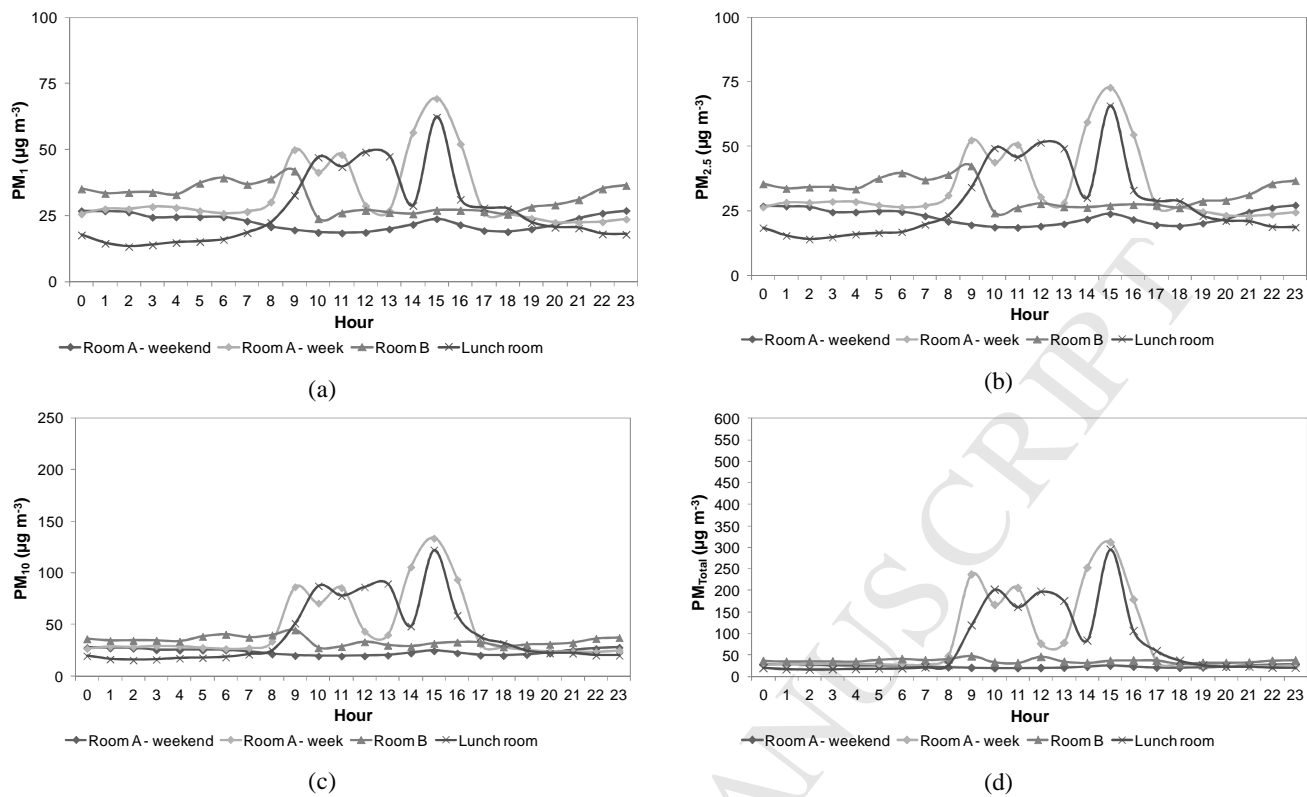 100
75
50
25
0
PM1 (µg m-3)
0 1 2 3 4 5 6 7 8 9 10 11 12 13 14 15 16 17 18 19 20 21 22 23
Hour
Room A - weekend Room A - week Room B Lunch room
(a)
100
75
50
25
0
PM2.5 (µg m-3)
0 1 2 3 4 5 6 7 8 9 10 11 12 13 14 15 16 17 18 19 20 21 22 23
Hour
Room A - weekend Room A - week Room B Lunch room
(b)
250
200
150
100
50
0
PM10 (µg m-3)
0 1 2 3 4 5 6 7 8 9 10 11 12 13 14 15 16 17 18 19 20 21 22 23
Hour
Room A - weekend Room A - week Room B Lunch room
(c)
600
550
500
450
400
350
300
250
200
150
100
50
0
PMTotal (µg m-3)
0 1 2 3 4 5 6 7 8 9 10 11 12 13 14 15 16 17 18 19 20 21 22 23
Hour
Room A - weekend Room A - week Room B Lunch room
(d)
ANUSCRIPT